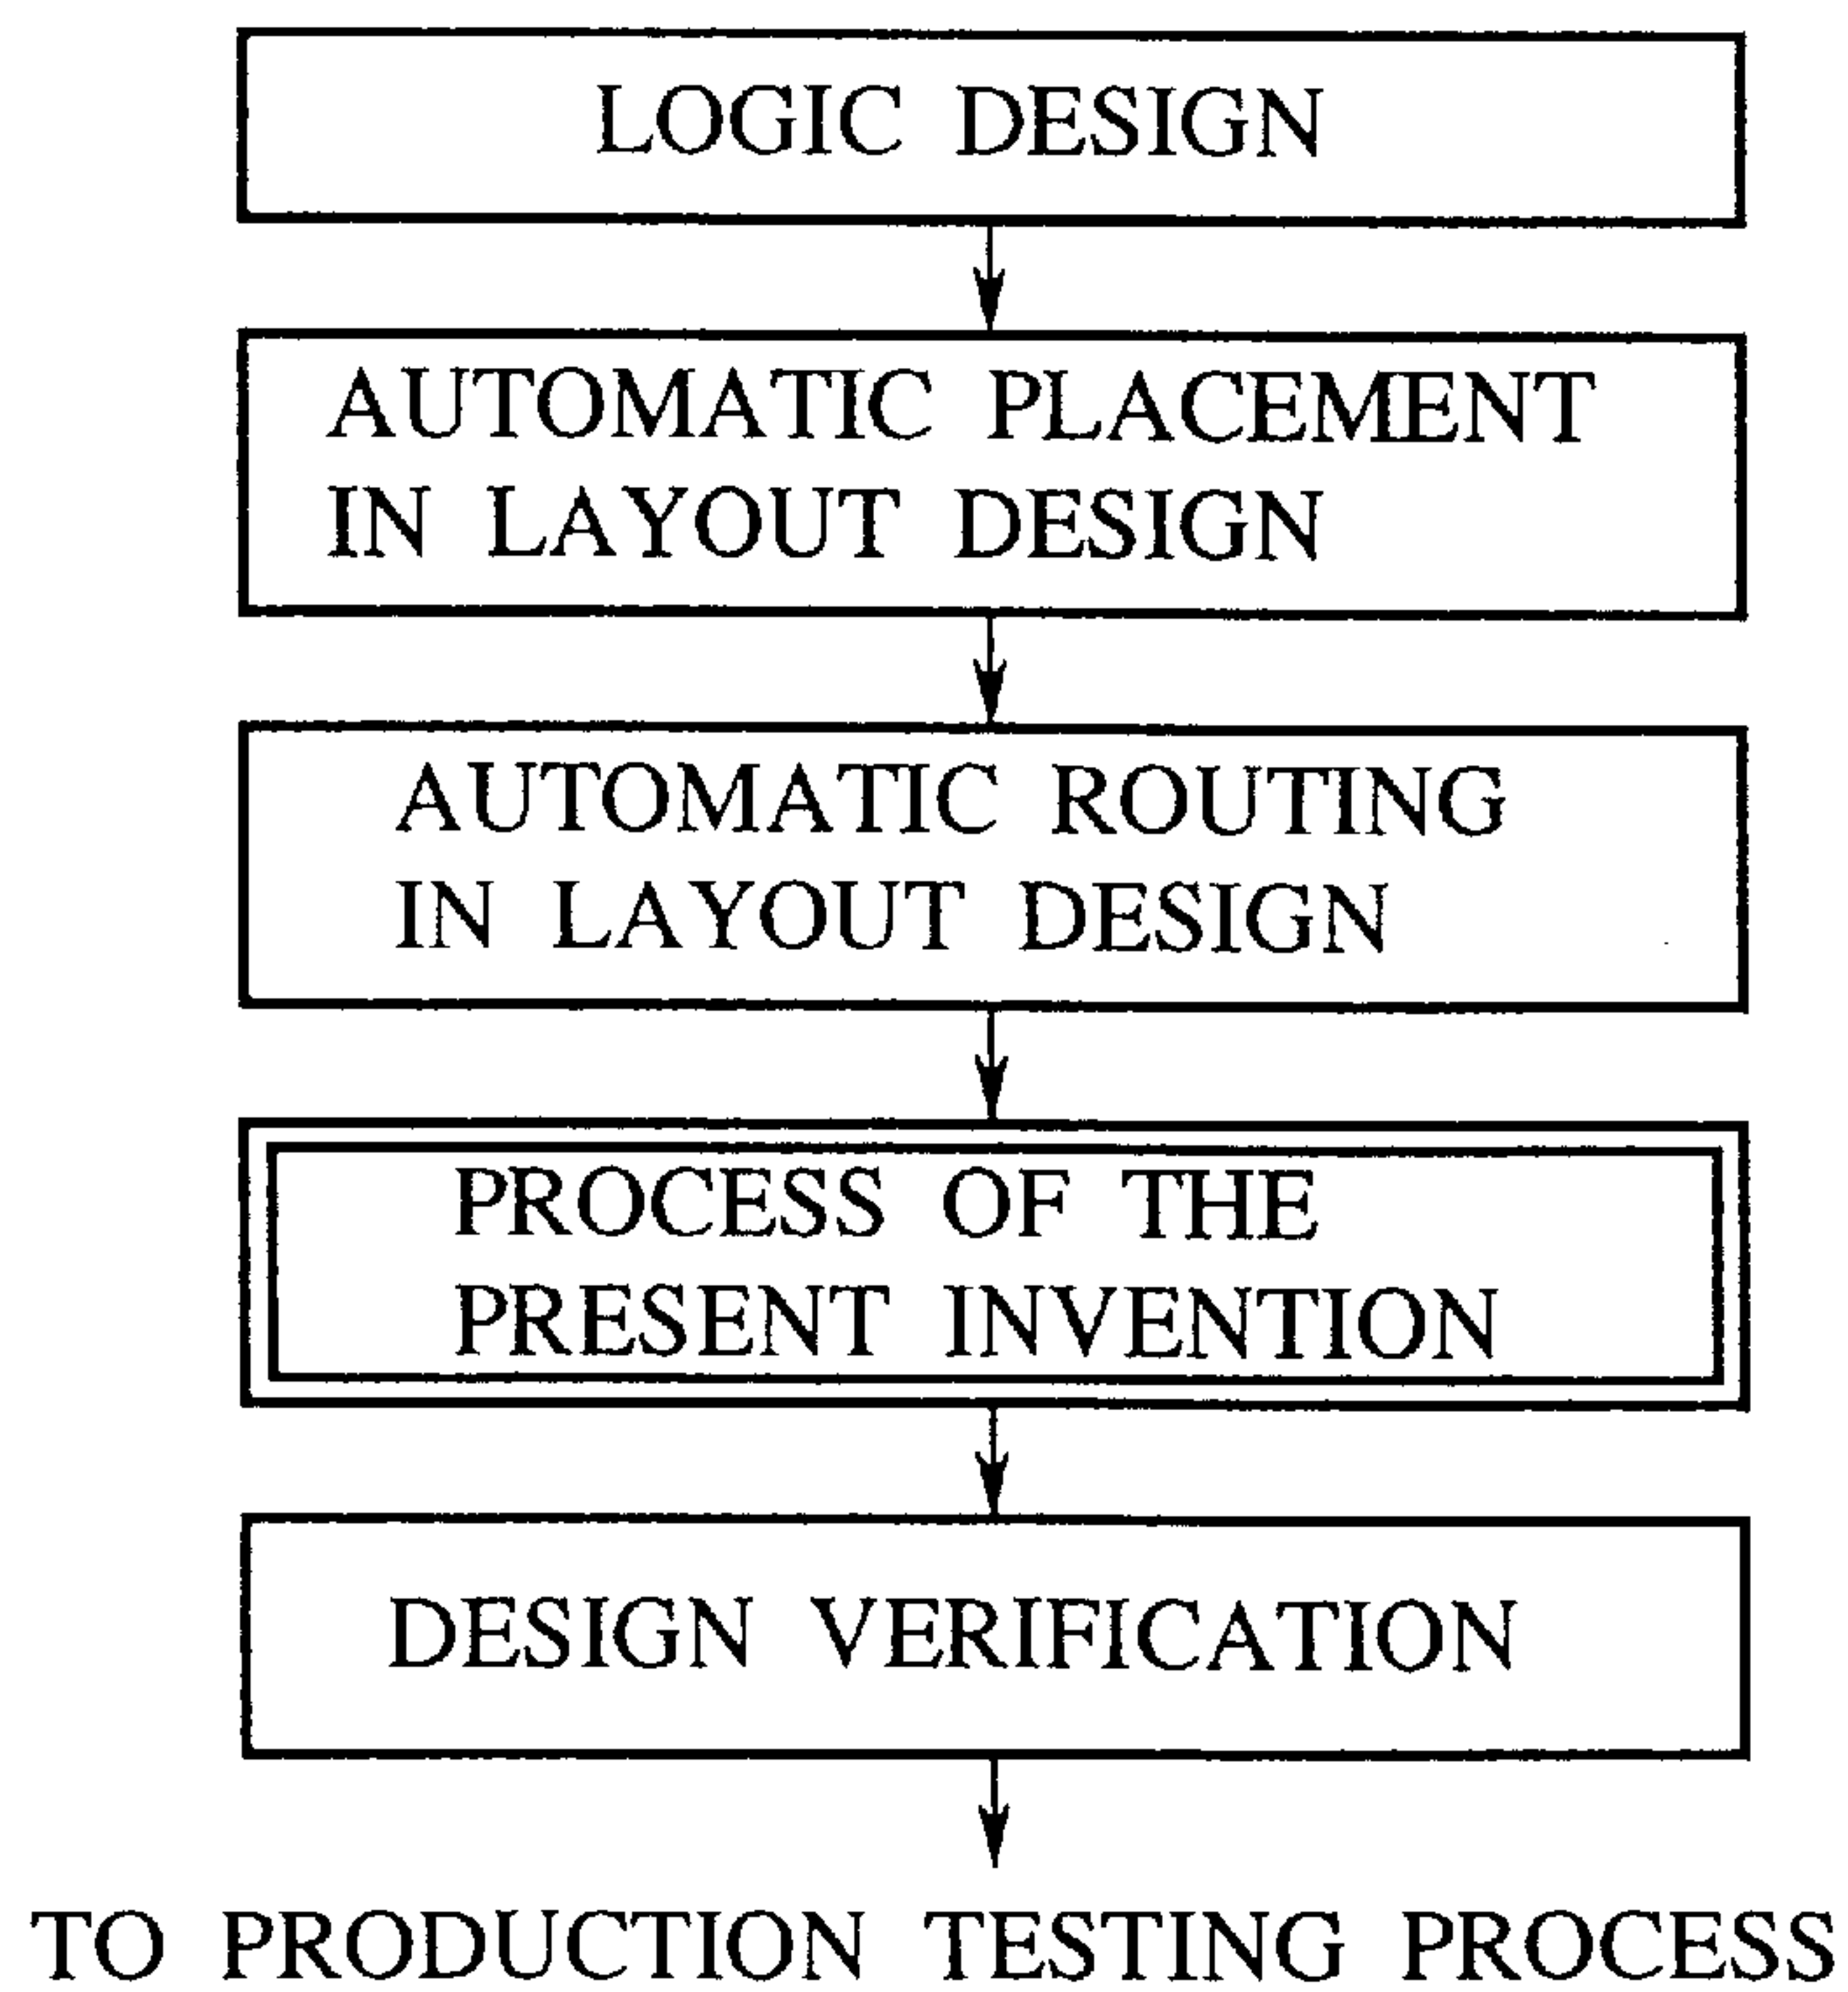 LOGIC DESIGN
AUTOMATIC PLACEMENT
IN LAYOUT DESIGN
AUTOMATIC ROUTING
IN LAYOUT DESIGN
PROCESS OF THE
PRESENT INVENTION
DESIGN VERIFICATION
TO PRODUCTION TESTING PROCESS